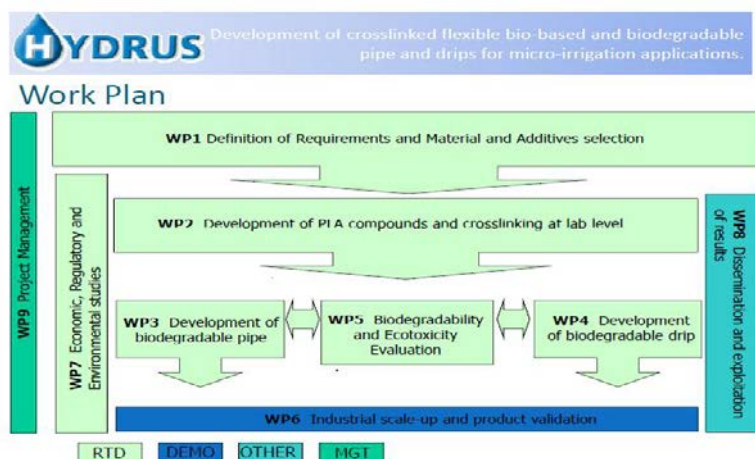 HYDRUS
Development of crosslinked flexible bio-based and biodegradable
pipe and drips for micro-irrigation applications.
Work Plan
WP1 Definition of Requirements and Material and Additives selection
WP9 Project Management
WP7 Economic, Regulatory and
Environmental studies
WP2 Development of PLA compounds and crosslinking at lab level
WP8 Dissemination and exploitation
of results
WP3 Development of
biodegradable pipe
WP5 Biodegradability
and Ecotoxicity
Evaluation
WP4 Development
of biodegradable drip
WP6 Industrial scale-up and product validation
RTD
DEMO
OTHER
MGT